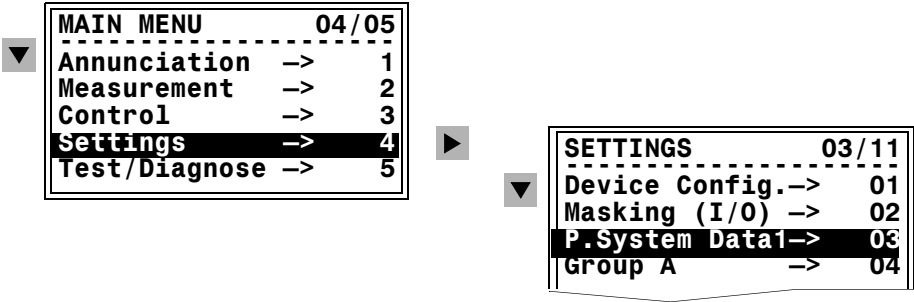 MAIN MENU 04/05
--------------------
Annunciation —> 1
Measurement —> 2
Control —> 3
Settings —> 4
Test/Diagnose —> 5
SETTINGS 03/11
--------------------
Device Config.—> 01
Masking (I/O) —> 02
P.System Data1—> 03
Group A —> 04